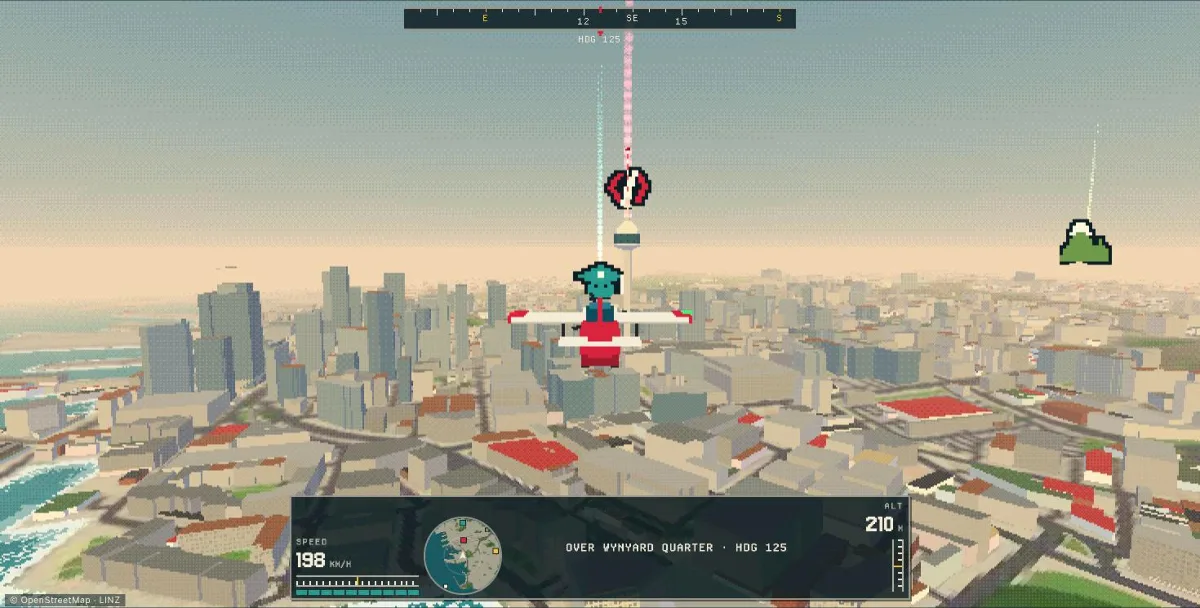 E 12 SE 15 S
HDG 125
SPEED
198 KM/H
OVER WYNYARD QUARTER · HDG 125
ALT
210 M
© OpenStreetMap · LINZ